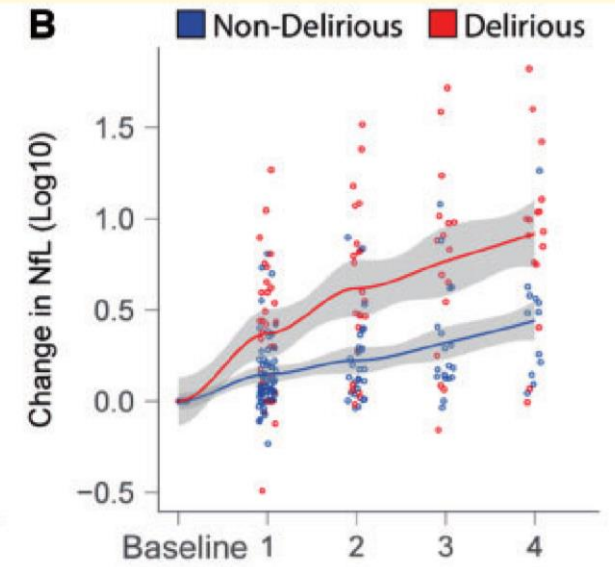 B
Non-Delirious Delirious
Change in NfL (Log10)
1.5
1.0
0.5
0.0
−0.5
Baseline 1 2 3 4